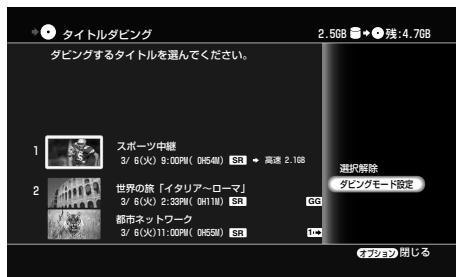 タイトルダビング
2.5GB 残:4.7GB
ダビングするタイトルを選んでください。
1 スポーツ中継
3/ 6(火) 9:00PM( 0H54M) SR 高速 2.1GB
選択解除
ダビングモード設定
2 世界の旅「イタリア～ローマ」
3/ 6(火) 2:33PM( 0H11M) SR GG
都市ネットワーク
3/ 6(火)11:00PM( 0H55M) SR 1
オプション 閉じる